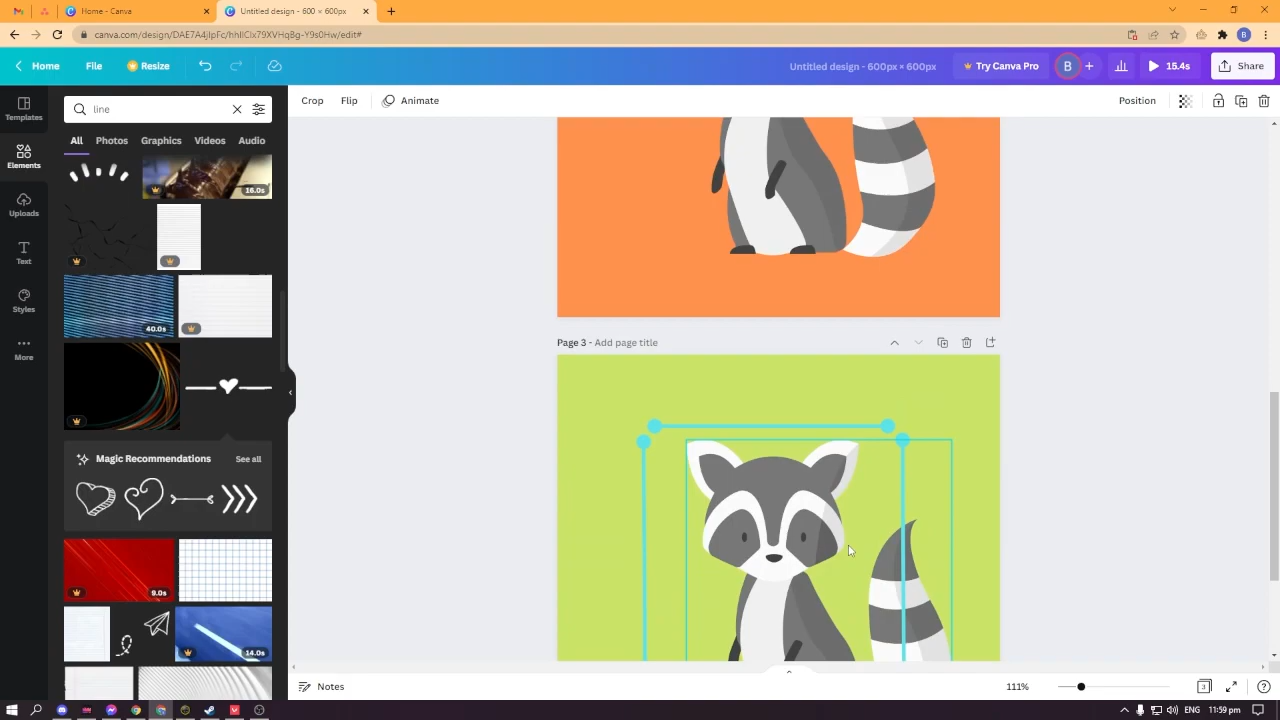 Home - Canva
Untitled design - 600 × 600px
canva.com/design/DAE7A4jIpFc/hhIlCIx79XVHqBg-Y9s0Hw/edit#
B
Home
File
Resize
Untitled design - 600px × 600px
B
Try Canva Pro
15.4s
Share
Templates
Elements
Uploads
Text
Styles
More
line
All
Photos
Graphics
Videos
Audio
16.0s
40.0s
Magic Recommendations
See all
9.0s
14.0s
Crop
Flip
Animate
Position
Page 3 - Add page title
Notes
111%
3
ENG
11:59 pm